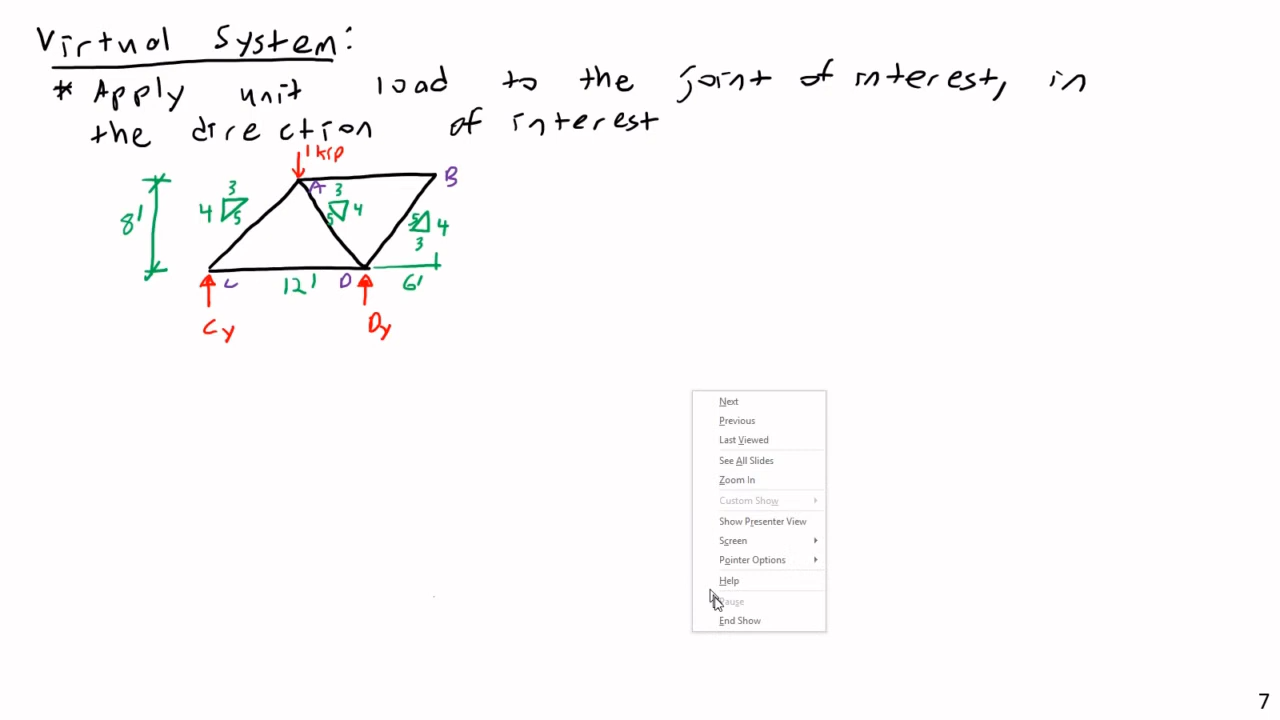 Virtual System:
* Apply unit load to the joint of interest, in
the direction of interest
1 kip
A
B
3
4
5
3
4
5
5
4
3
8'
C
12'
D
6'
Cy
Dy
Next
Previous
Last Viewed
See All Slides
Zoom In
Custom Show
Show Presenter View
Screen
Pointer Options
Help
Pause
End Show
7